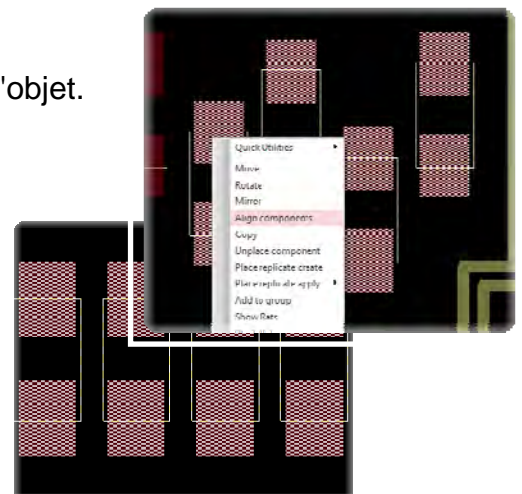 'objet.
Quick Utilities
Move
Rotate
Mirror
Align components
Copy
Unplace component
Place replicate create
Place replicate apply
Add to group
Show Rats